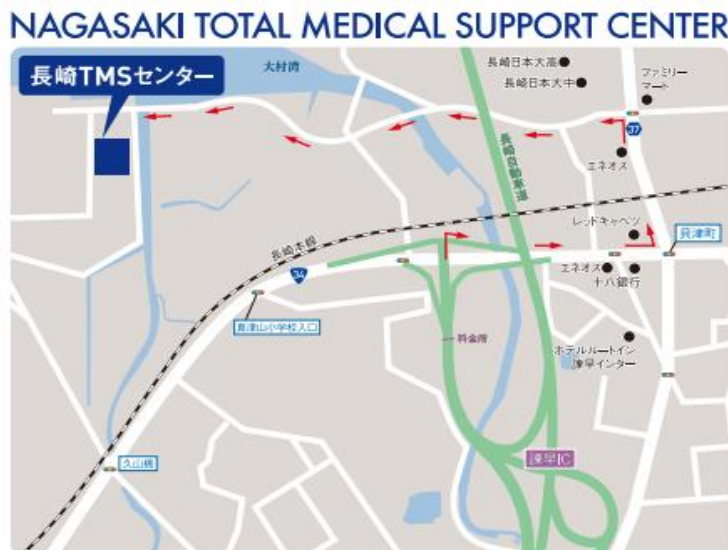 NAGASAKI TOTAL MEDICAL SUPPORT CENTER
長崎TMSセンター
大村湾
長崎日本大高
長崎日本大中
ファミリー
マート
37
長崎自動車道
エネオス
レッドキャベツ
貝津町
長崎本線
34
エネオス
十八銀行
真津山小学校入口
料金所
ホテルルートイン
諫早インター
諫早IC
久山橋